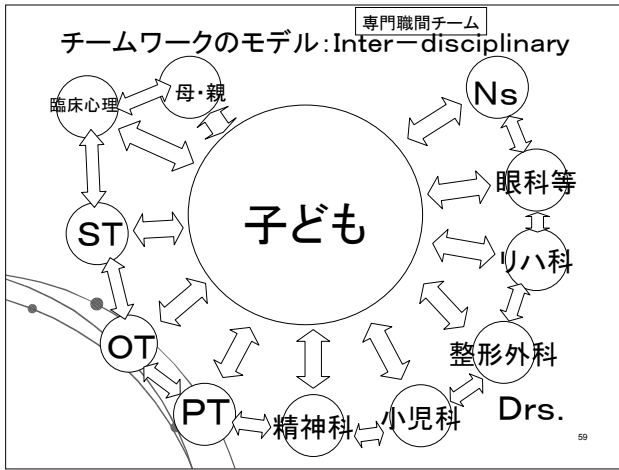 専門職間チーム
チームワークのモデル:Inter－disciplinary
臨床心理
母・親
Ns
眼科等
子ども
ST
リハ科
OT
整形外科
PT
精神科
小児科
Drs.
59